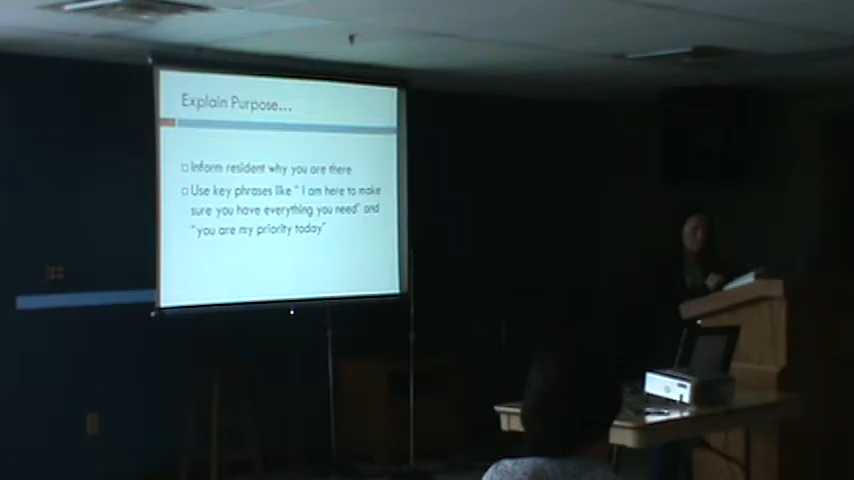 Explain Purpose...
Inform resident why you are there
Use key phrases like " I am here to make
sure you have everything you need" and
"you are my priority today"